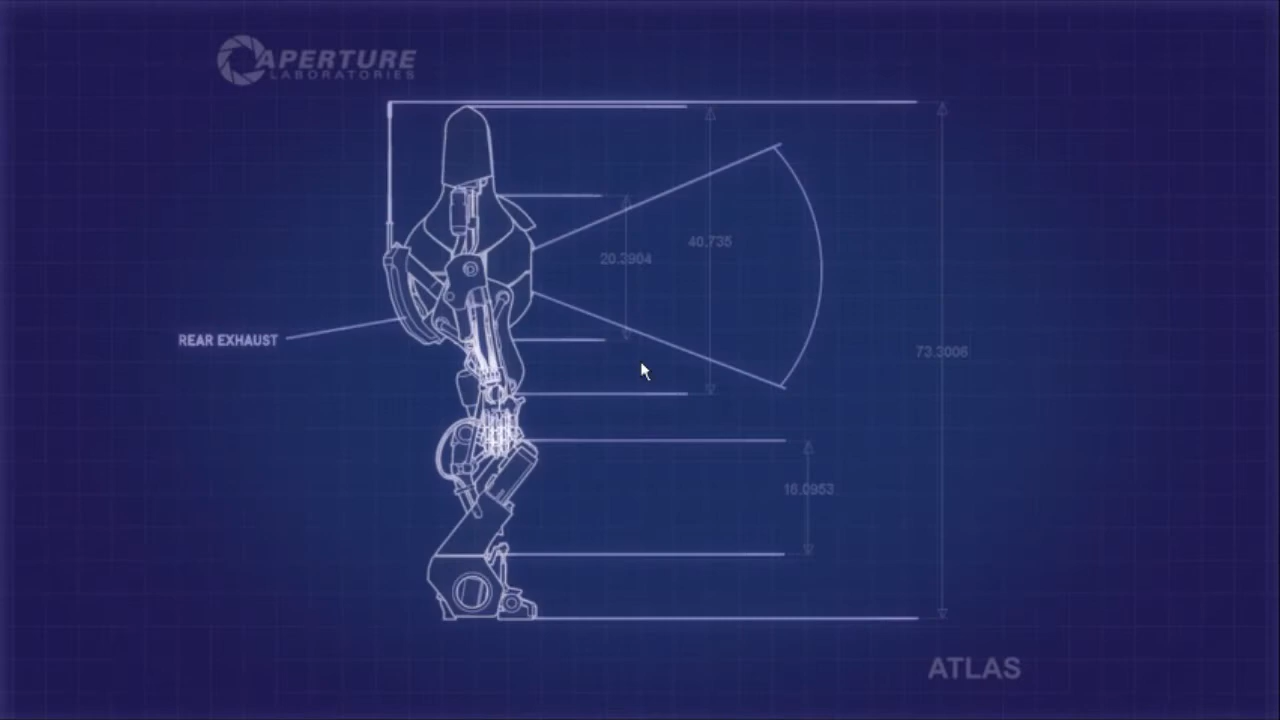 APERTURE
LABORATORIES
40.735
20.3904
REAR EXHAUST
73.3006
16.0953
ATLAS